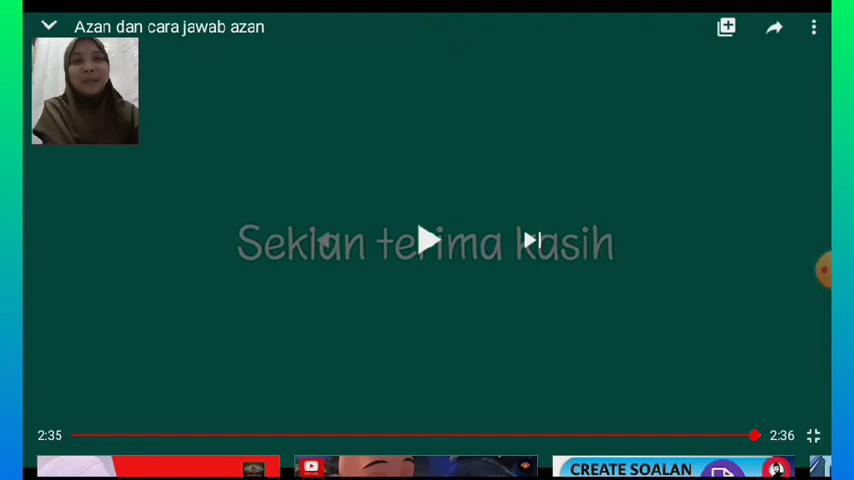 Azan dan cara jawab azan
Sekian terima kasih
2:35
2:36
CREATE SOALAN